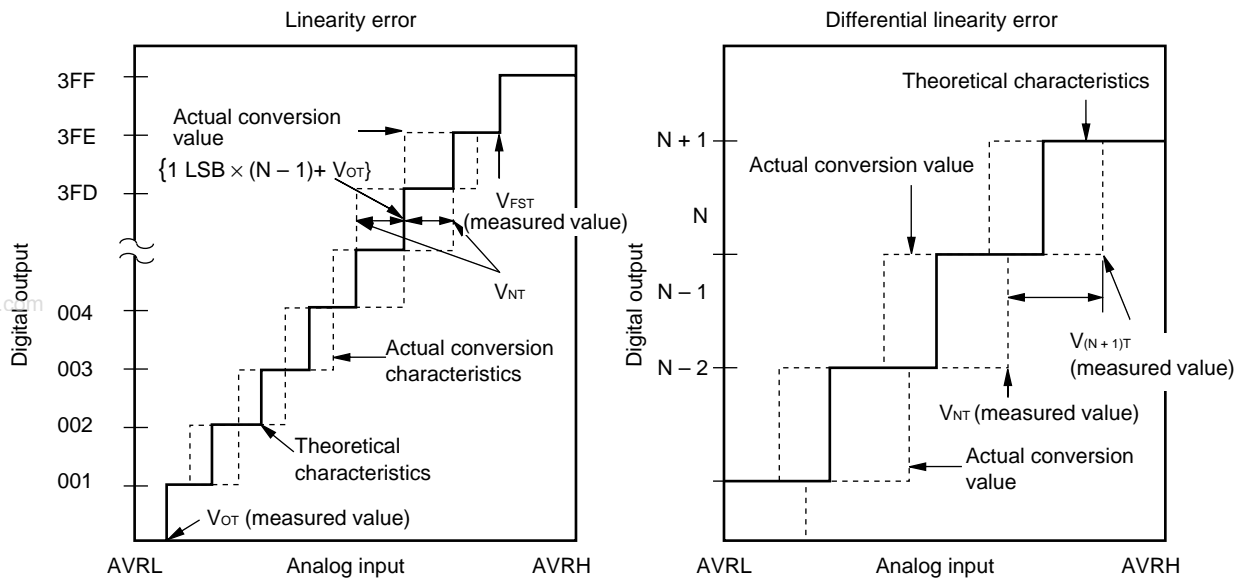 Linearity error
3FF
3FE
3FD
004
003
002
001
Digital output
Actual conversion
value
{1 LSB × (N – 1)+ VOT}
VFST
(measured value)
VNT
Actual conversion
characteristics
Theoretical
characteristics
VOT (measured value)
AVRL
Analog input
AVRH
Differential linearity error
Theoretical characteristics
N + 1
Actual conversion value
N
Digital output
N – 1
N – 2
V(N + 1)T
(measured value)
VNT (measured value)
Actual conversion
value
AVRL
Analog input
AVRH
.com